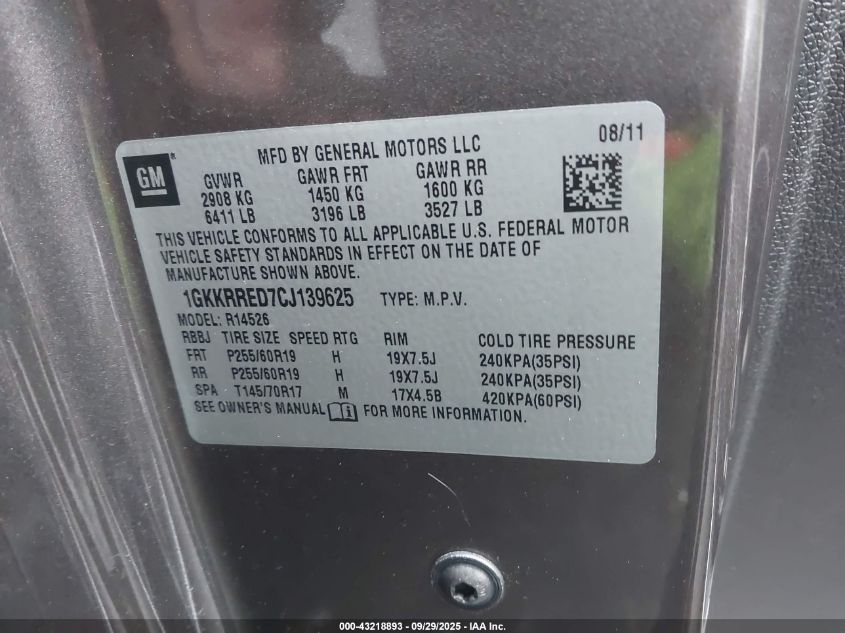 GM
MFD BY GENERAL MOTORS LLC
08/11
GVWR GAWR FRT GAWR RR
2908 KG 1450 KG 1600 KG
6411 LB 3196 LB 3527 LB
THIS VEHICLE CONFORMS TO ALL APPLICABLE U.S. FEDERAL MOTOR
VEHICLE SAFETY STANDARDS IN EFFECT ON THE DATE OF
MANUFACTURE SHOWN ABOVE.
1GKKRRED7CJ139625 TYPE: M.P.V.
MODEL: R14526
RBBJ TIRE SIZE SPEED RTG RIM COLD TIRE PRESSURE
FRT P255/60R19 H 19X7.5J 240KPA(35PSI)
RR P255/60R19 H 19X7.5J 240KPA(35PSI)
SPA T145/70R17 M 17X4.5B 420KPA(60PSI)
SEE OWNER'S MANUAL FOR MORE INFORMATION.
000-43218893 - 09/29/2025 - IAA Inc.